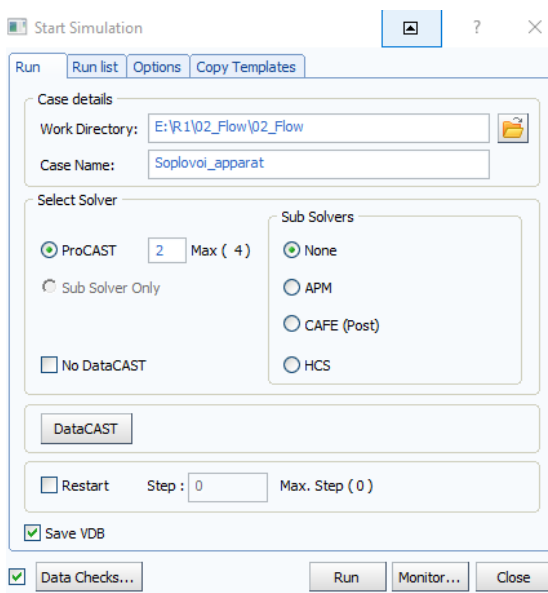 Start Simulation ?
Run Run list Options Copy Templates
Case details
Work Directory: E:\R1\02_Flow\02_Flow
Case Name: Soplovoi_apparat
Select Solver
Sub Solvers
ProCAST 2 Max ( 4 ) None
Sub Solver Only APM
CAFE (Post)
No DataCAST HCS
DataCAST
Restart Step : 0 Max. Step ( 0 )
Save VDB
Data Checks... Run Monitor... Close